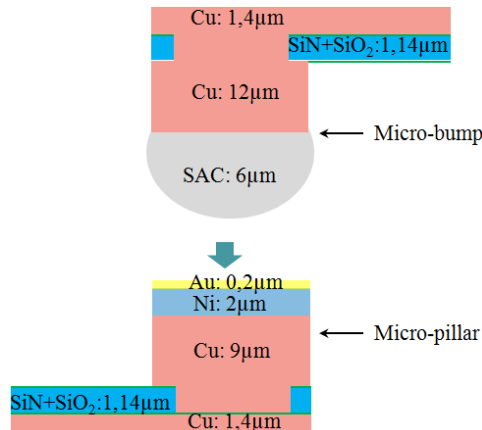 Cu: 1,4µm
SiN+SiO₂:1,14µm
Cu: 12µm
Micro-bump
SAC: 6µm
Au: 0,2µm
Ni: 2µm
Micro-pillar
Cu: 9µm
SiN+SiO₂:1,14µm
Cu: 1,4µm